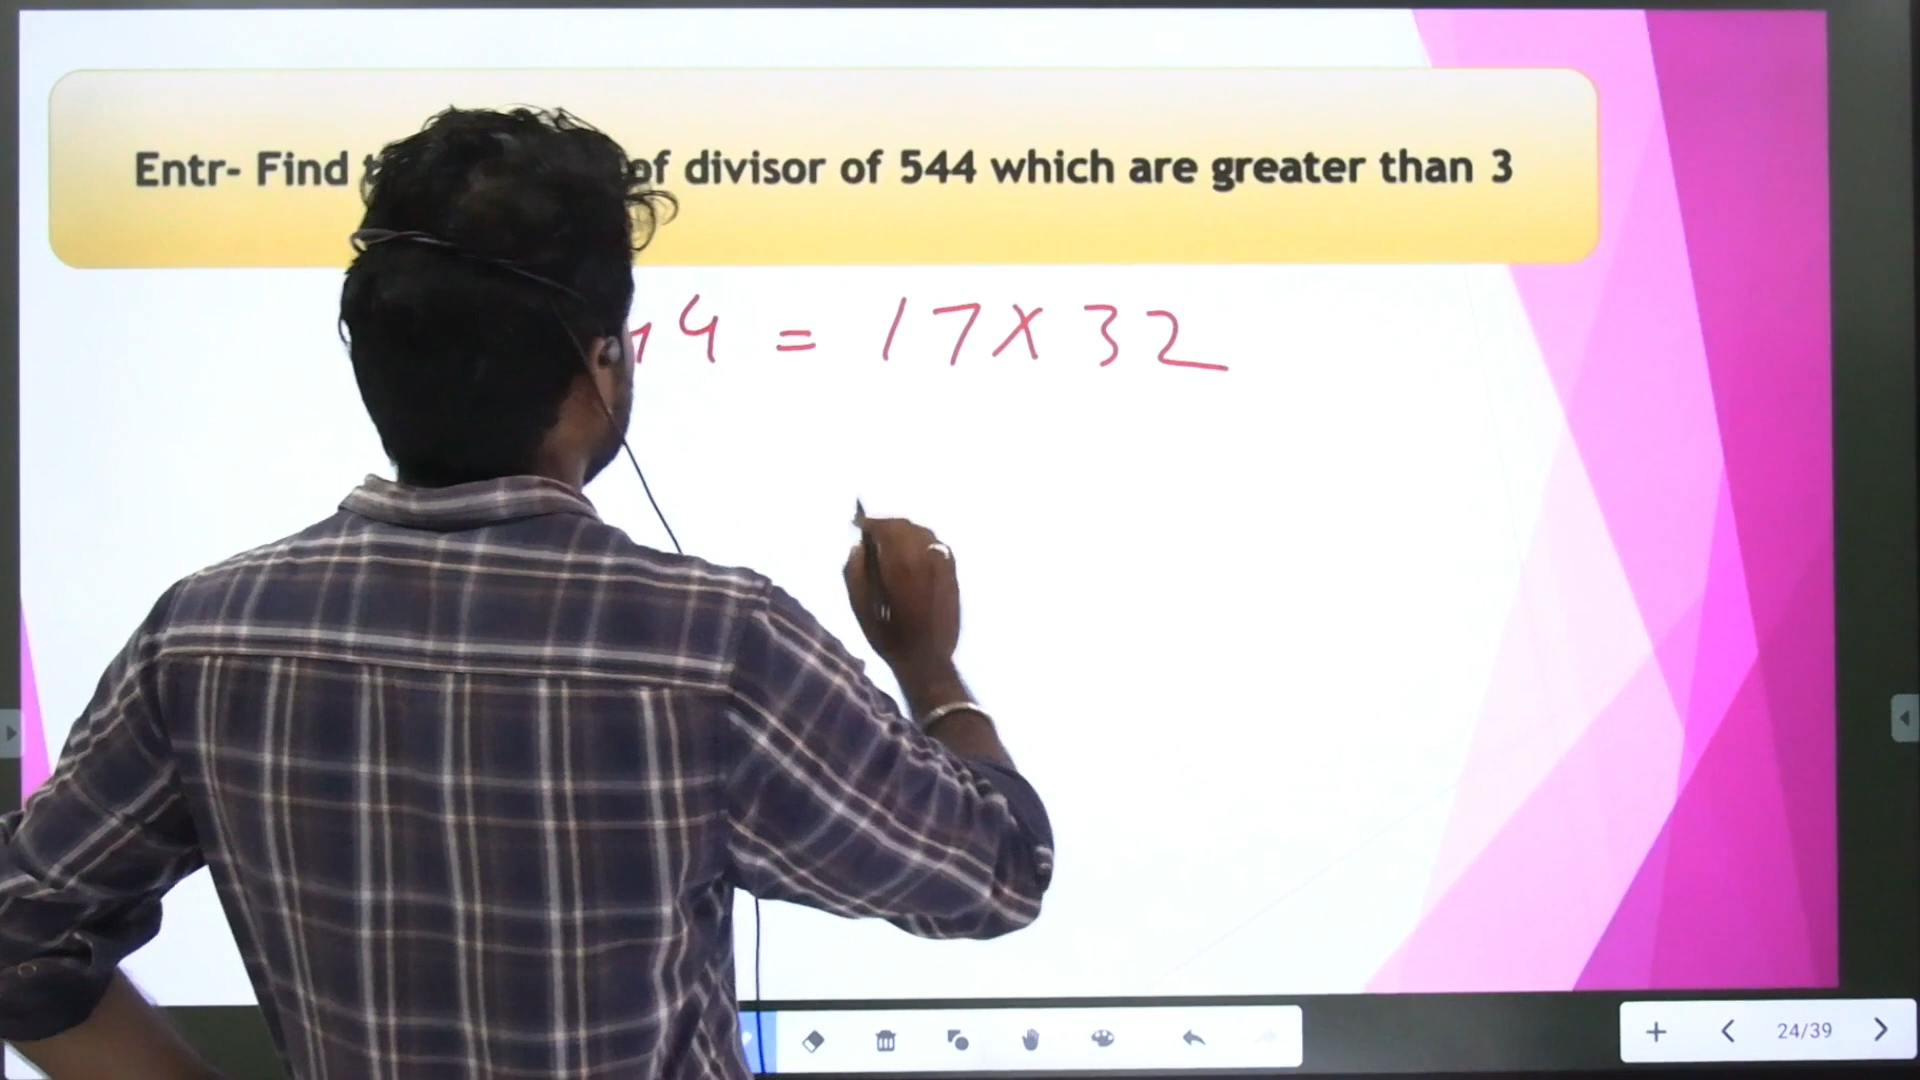 Entr- Find of divisor of 544 which are greater than 3
4 = 17 X 32
24/39